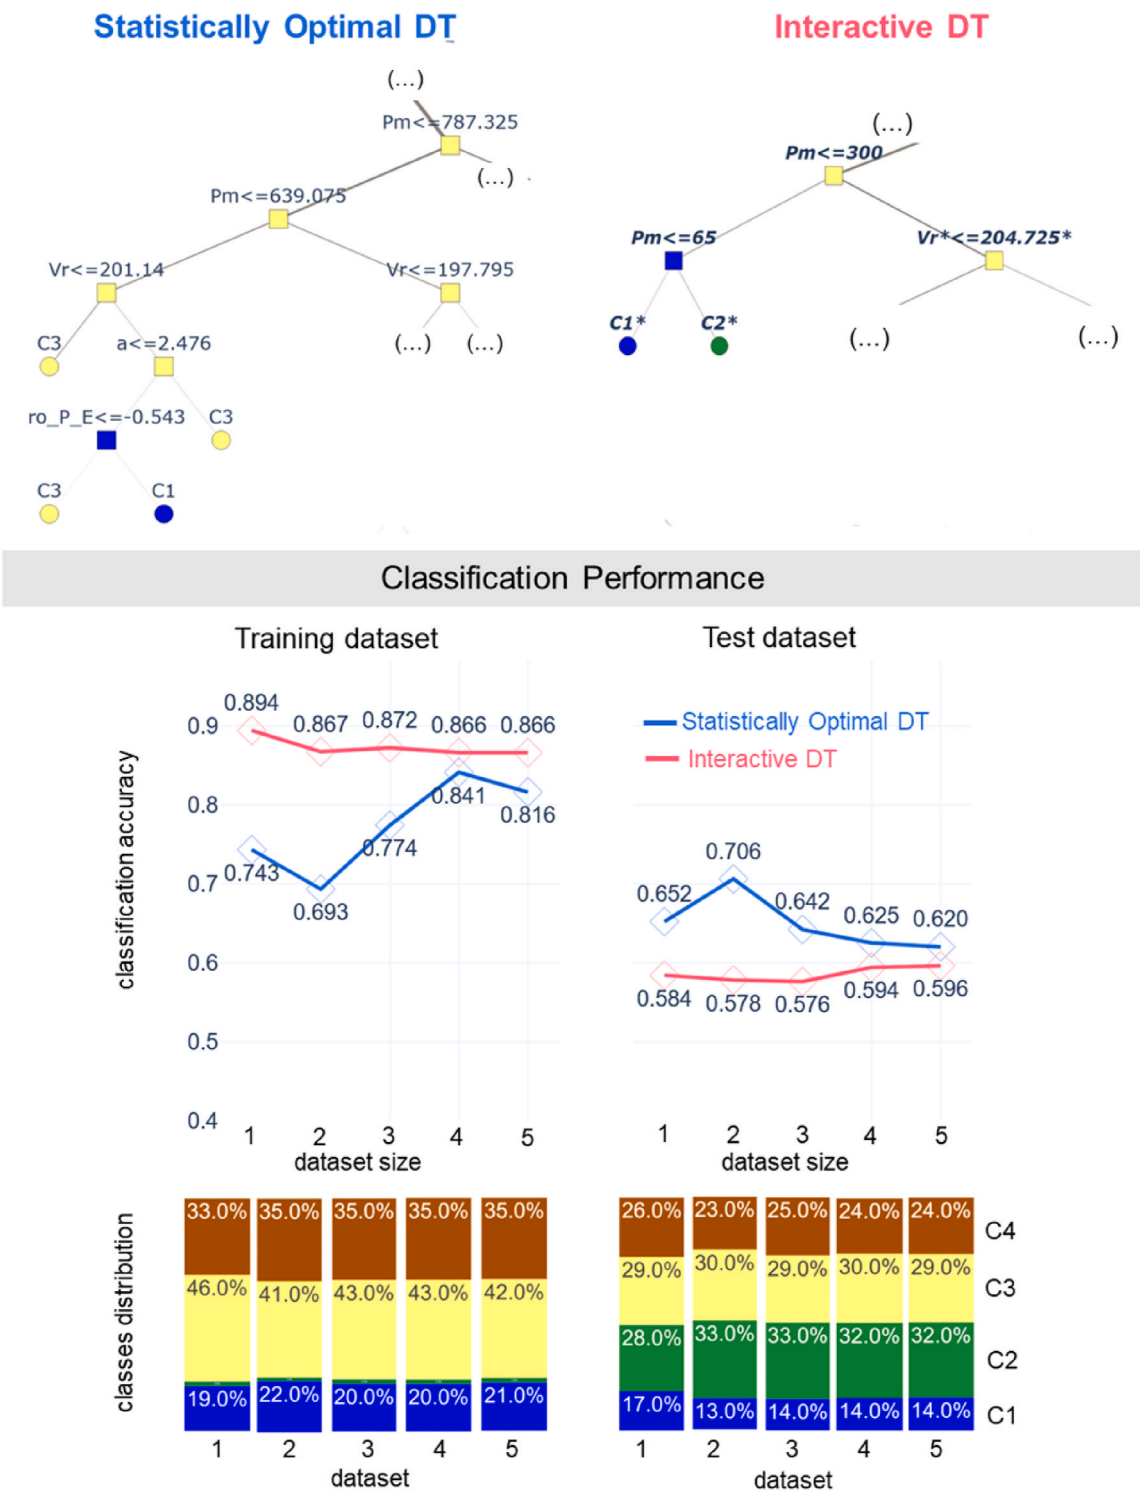 Statistically Optimal DT
Interactive DT
(...)
Pm<=787.325
(...)
Pm<=639.075
Vr<=201.14
Vr<=197.795
C3
a<=2.476
(...)
(...)
ro_P_E<=-0.543
C3
C3
C1
(...)
Pm<=300
Pm<=65
Vr*<=204.725*
C1*
C2*
(...)
(...)
Classification Performance
Training dataset
Test dataset
classification accuracy
0.9
0.8
0.7
0.6
0.5
0.4
0.894
0.867
0.872
0.866
0.866
0.743
0.693
0.774
0.841
0.816
1
2
3
4
5
dataset size
Statistically Optimal DT
Interactive DT
0.652
0.706
0.642
0.625
0.620
0.584
0.578
0.576
0.594
0.596
1
2
3
4
5
dataset size
classes distribution
33.0%
35.0%
35.0%
35.0%
35.0%
46.0%
41.0%
43.0%
43.0%
42.0%
19.0%
22.0%
20.0%
20.0%
21.0%
1
2
3
4
5
dataset
26.0%
23.0%
25.0%
24.0%
24.0%
C4
29.0%
30.0%
29.0%
30.0%
29.0%
C3
28.0%
33.0%
33.0%
32.0%
32.0%
C2
17.0%
13.0%
14.0%
14.0%
14.0%
C1
1
2
3
4
5
dataset